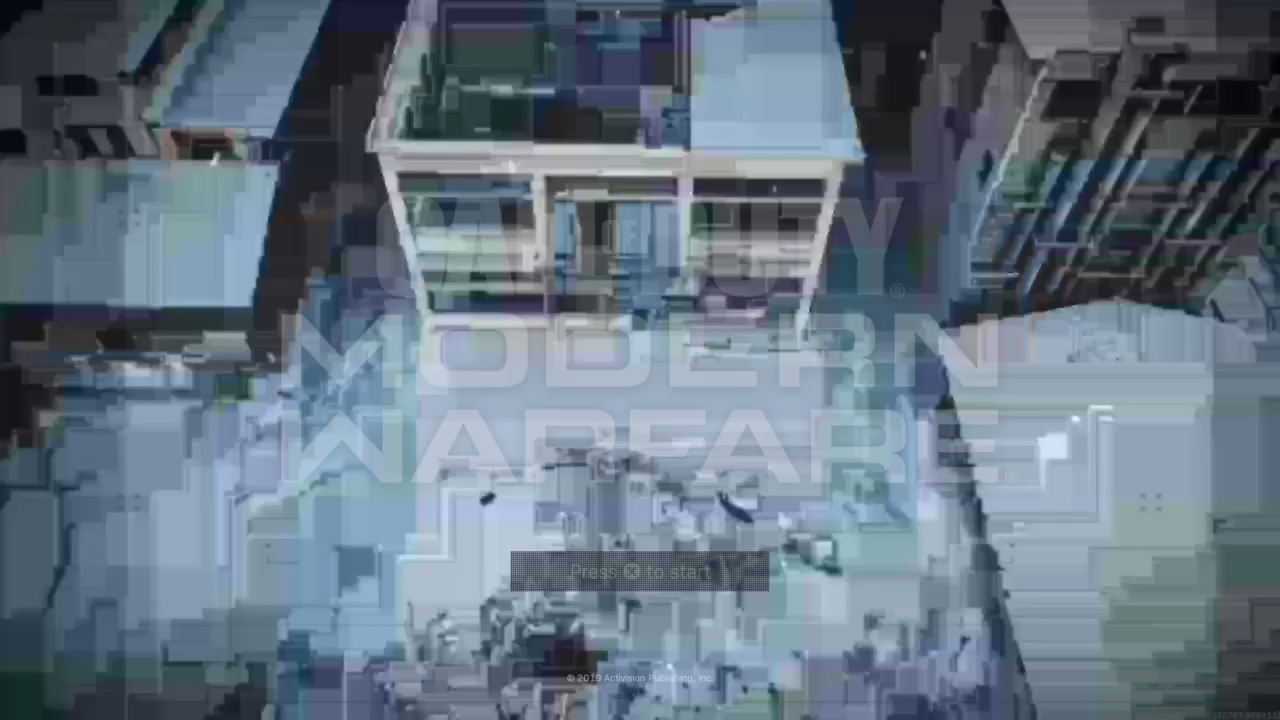 CALL OF DUTY®
MODERN
WARFARE®
Press ⓧ to start
© 2019 Activision Publishing, Inc.